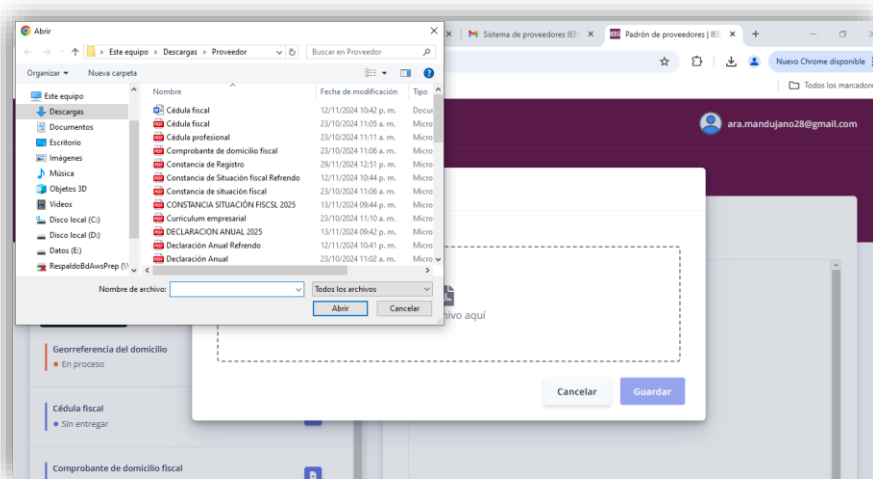 Abrir
Sistema de proveedores IES
Padrón de proveedores | IE
Este equipo > Descargas > Proveedor
Buscar en Proveedor
Nuevo Chrome disponible
Organizar
Nueva carpeta
Todos los marcadore
Este equipo
Descargas
Documentos
Escritorio
Imágenes
Música
Objetos 3D
Videos
Disco local (C:)
Disco local (D:)
Datos (E:)
RespaldoBdAwsPrep (\\
Nombre
Fecha de modificación
Tipo
Cédula fiscal 12/11/2024 10:42 p. m. Docur
Cédula fiscal 23/10/2024 11:05 a. m. Micro
Cédula profesional 23/10/2024 11:11 a. m. Micro
Comprobante de domicilio fiscal 23/10/2024 11:06 a. m. Micro
Constancia de Registro 29/11/2024 12:51 p. m. Micro
Constancia de Situación fiscal Refrendo 12/11/2024 10:44 p. m. Micro
Constancia de situación fiscal 23/10/2024 11:06 a. m. Micro
CONSTANCIA SITUACIÓN FISCSL 2025 13/11/2024 09:44 p. m. Micro
Curriculum empresarial 23/10/2024 11:10 a. m. Micro
DECLARACION ANUAL 2025 13/11/2024 09:42 p. m. Micro
Declaración Anual Refrendo 12/11/2024 10:41 p. m. Micro
Declaración Anual 23/10/2024 11:02 a. m. Micro
Nombre de archivo:
Todos los archivos
Abrir
Cancelar
ara.mandujano28@gmail.com
aquí
Cancelar
Guardar
Georreferencia del domicilio
En proceso
Cédula fiscal
Sin entregar
Comprobante de domicilio fiscal